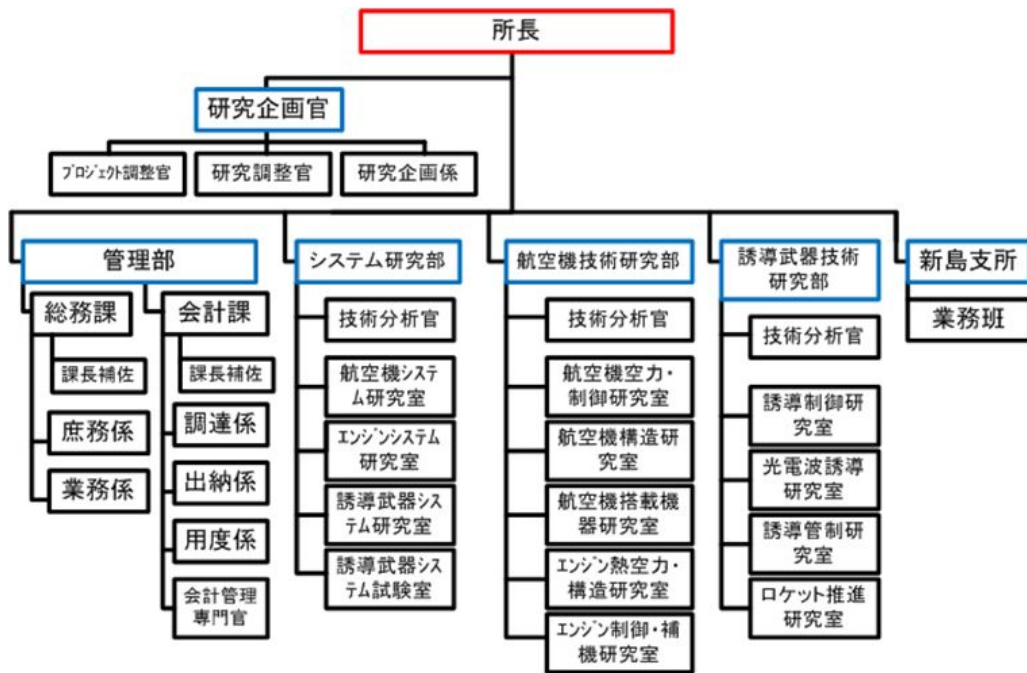 所長
研究企画官
ﾌﾟﾛｼﾞｪｸﾄ調整官
研究調整官
研究企画係
管理部
総務課
課長補佐
庶務係
業務係
会計課
課長補佐
調達係
出納係
用度係
会計管理
専門官
システム研究部
技術分析官
航空機システ
ム研究室
ｴﾝｼﾞﾝシステム
研究室
誘導武器シス
テム研究室
誘導武器シス
テム試験室
航空機技術研究部
技術分析官
航空機空力・
制御研究室
航空機構造研
究室
航空機搭載機
器研究室
ｴﾝｼﾞﾝ熱空力・
構造研究室
ｴﾝｼﾞﾝ制御・補
機研究室
誘導武器技術
研究部
技術分析官
誘導制御研
究室
光電波誘導
研究室
誘導管制研
究室
ロケット推進
研究室
新島支所
業務班